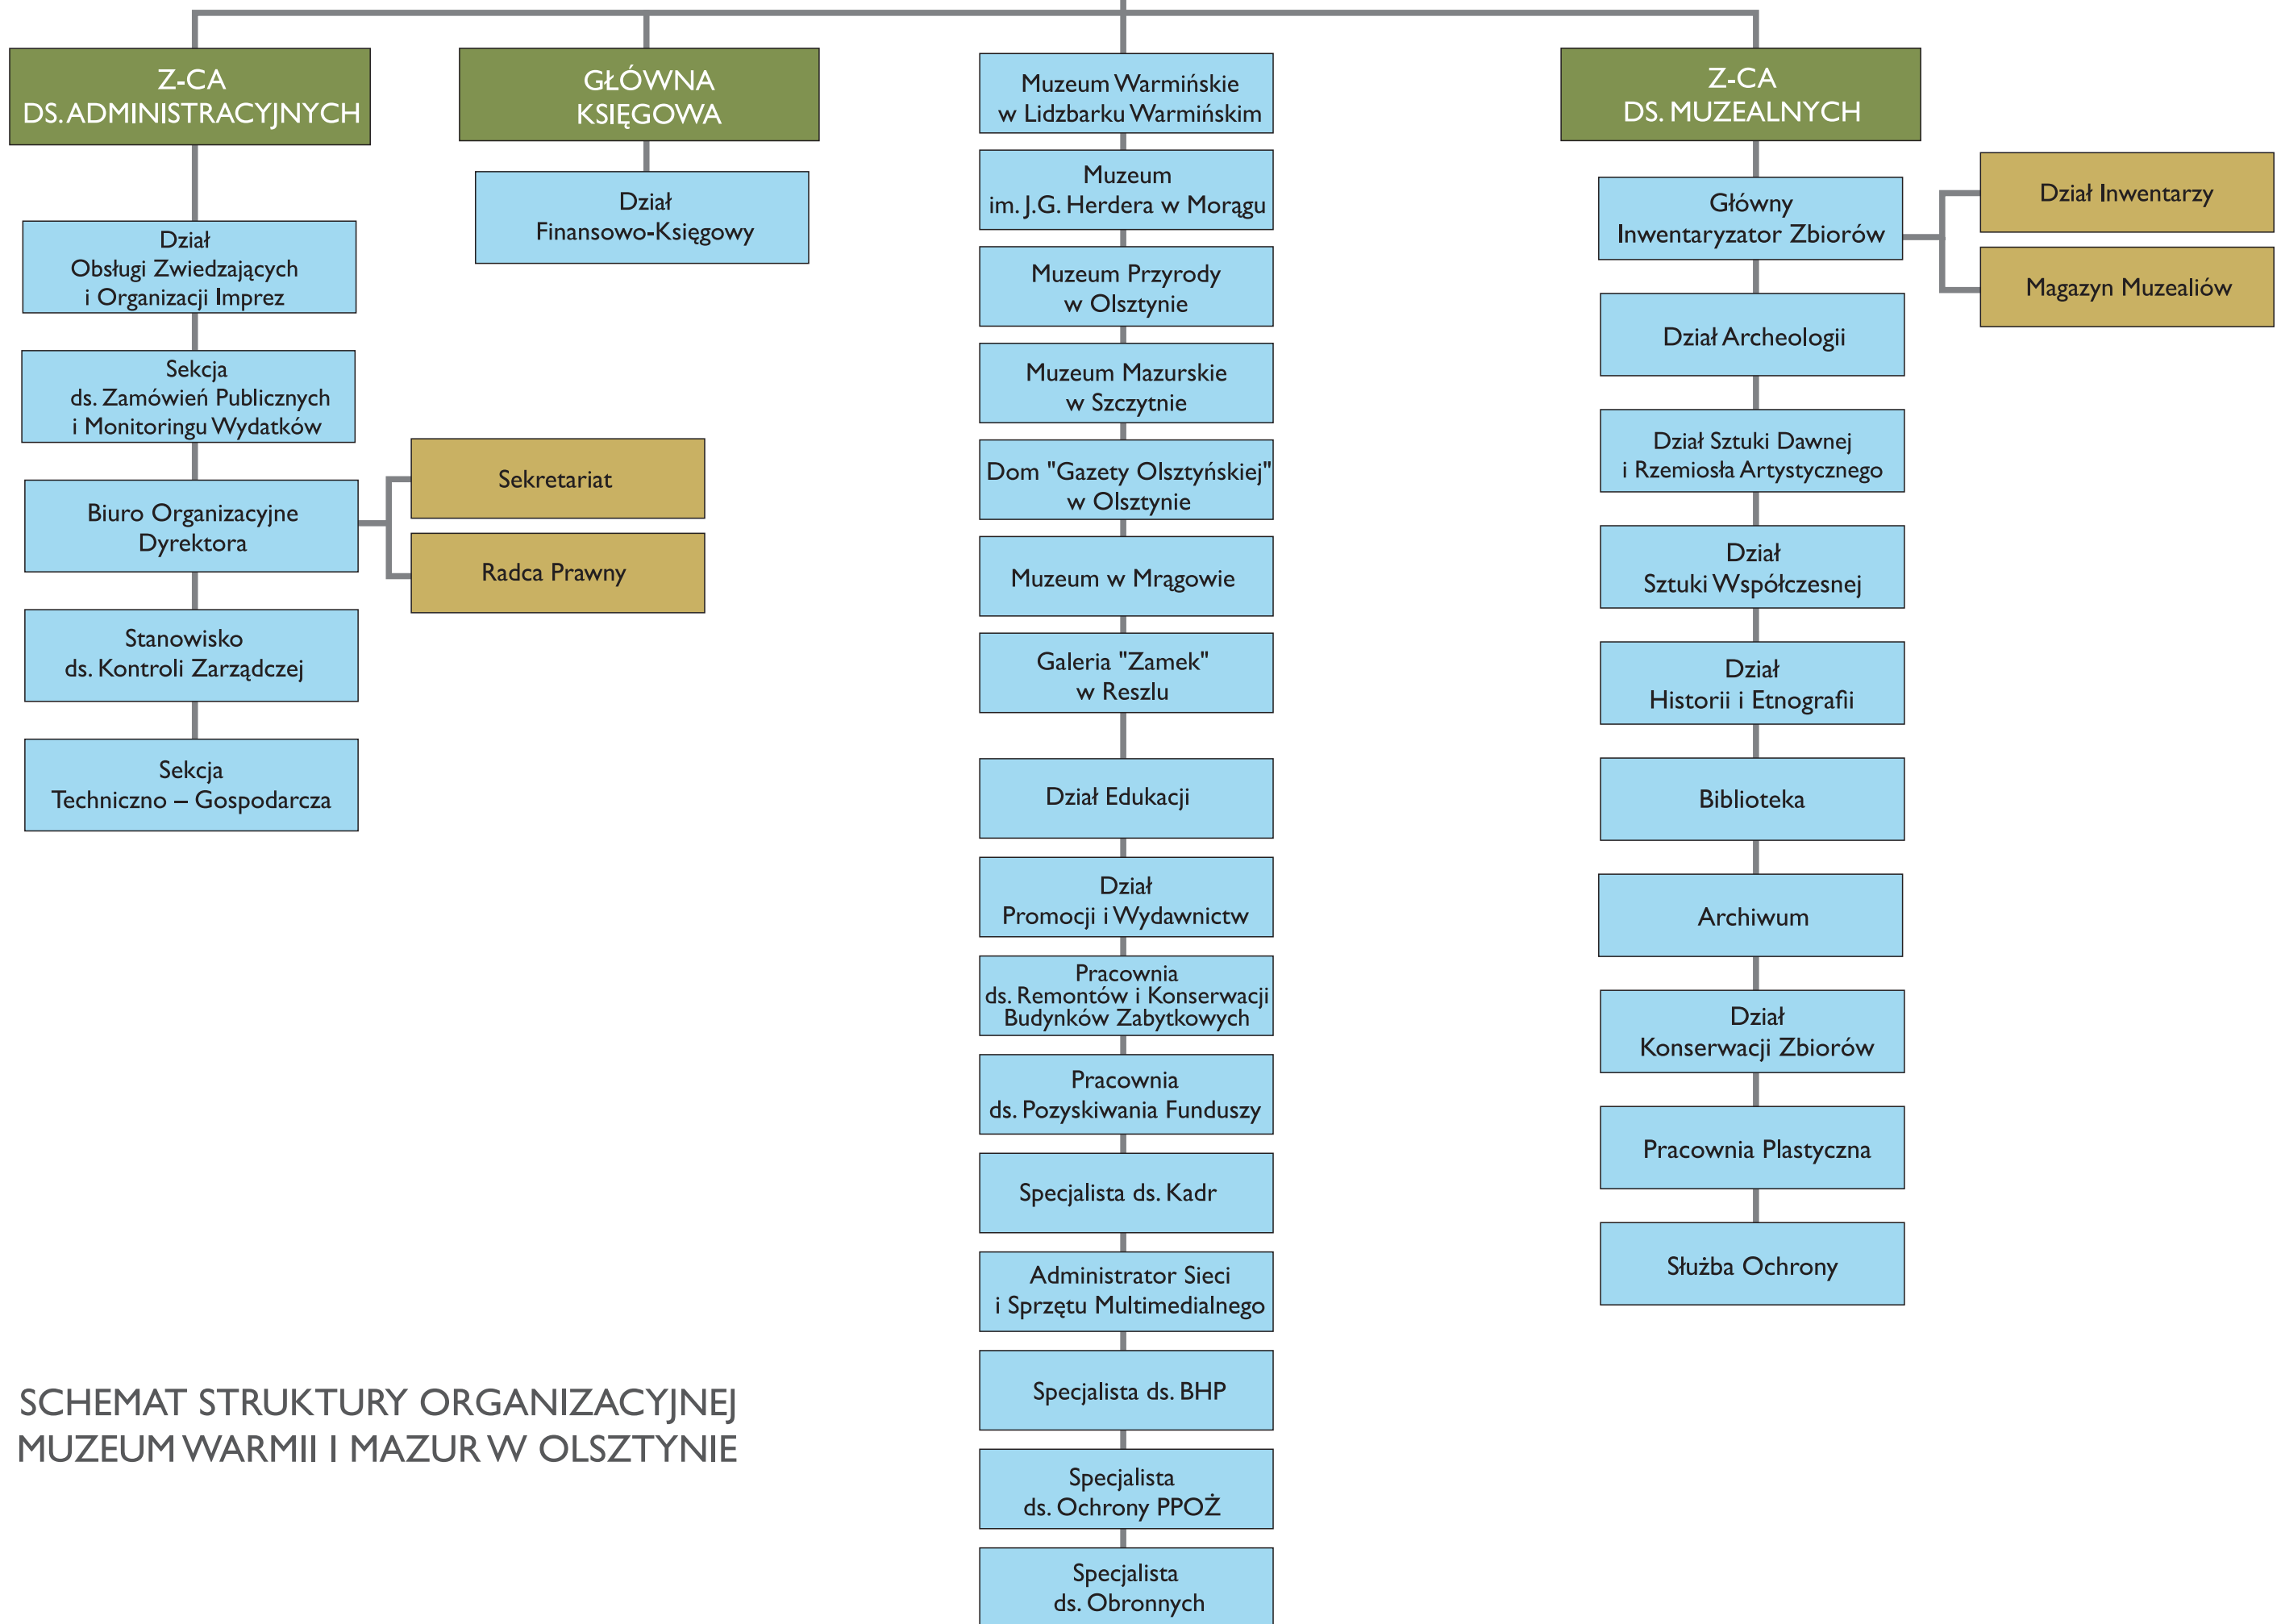 Z-CA
DS. ADMINISTRACYJNYCH
Dział
Obsługi Zwiedzających
i Organizacji Imprez
Sekcja
ds. Zamówień Publicznych
i Monitoringu Wydatków
Biuro Organizacyjne
Dyrektora
Sekretariat
Radca Prawny
Stanowisko
ds. Kontroli Zarządczej
Sekcja
Techniczno – Gospodarcza
GŁÓWNA
KSIĘGOWA
Dział
Finansowo-Księgowy
Muzeum Warmińskie
w Lidzbarku Warmińskim
Muzeum
im. J.G. Herdera w Morągu
Muzeum Przyrody
w Olsztynie
Muzeum Mazurskie
w Szczytnie
Dom "Gazety Olsztyńskiej"
w Olsztynie
Muzeum w Mrągowie
Galeria "Zamek"
w Reszlu
Dział Edukacji
Dział
Promocji i Wydawnictw
Pracownia
ds. Remontów i Konserwacji
Budynków Zabytkowych
Pracownia
ds. Pozyskiwania Funduszy
Specjalista ds. Kadr
Administrator Sieci
i Sprzętu Multimedialnego
Specjalista ds. BHP
Specjalista
ds. Ochrony PPOŻ
Specjalista
ds. Obronnych
Z-CA
DS. MUZEALNYCH
Główny
Inwentaryzator Zbiorów
Dział Inwentarzy
Magazyn Muzealiów
Dział Archeologii
Dział Sztuki Dawnej
i Rzemiosła Artystycznego
Dział
Sztuki Współczesnej
Dział
Historii i Etnografii
Biblioteka
Archiwum
Dział
Konserwacji Zbiorów
Pracownia Plastyczna
Służba Ochrony
SCHEMAT STRUKTURY ORGANIZACYJNEJ
MUZEUM WARMII I MAZUR W OLSZTYNIE